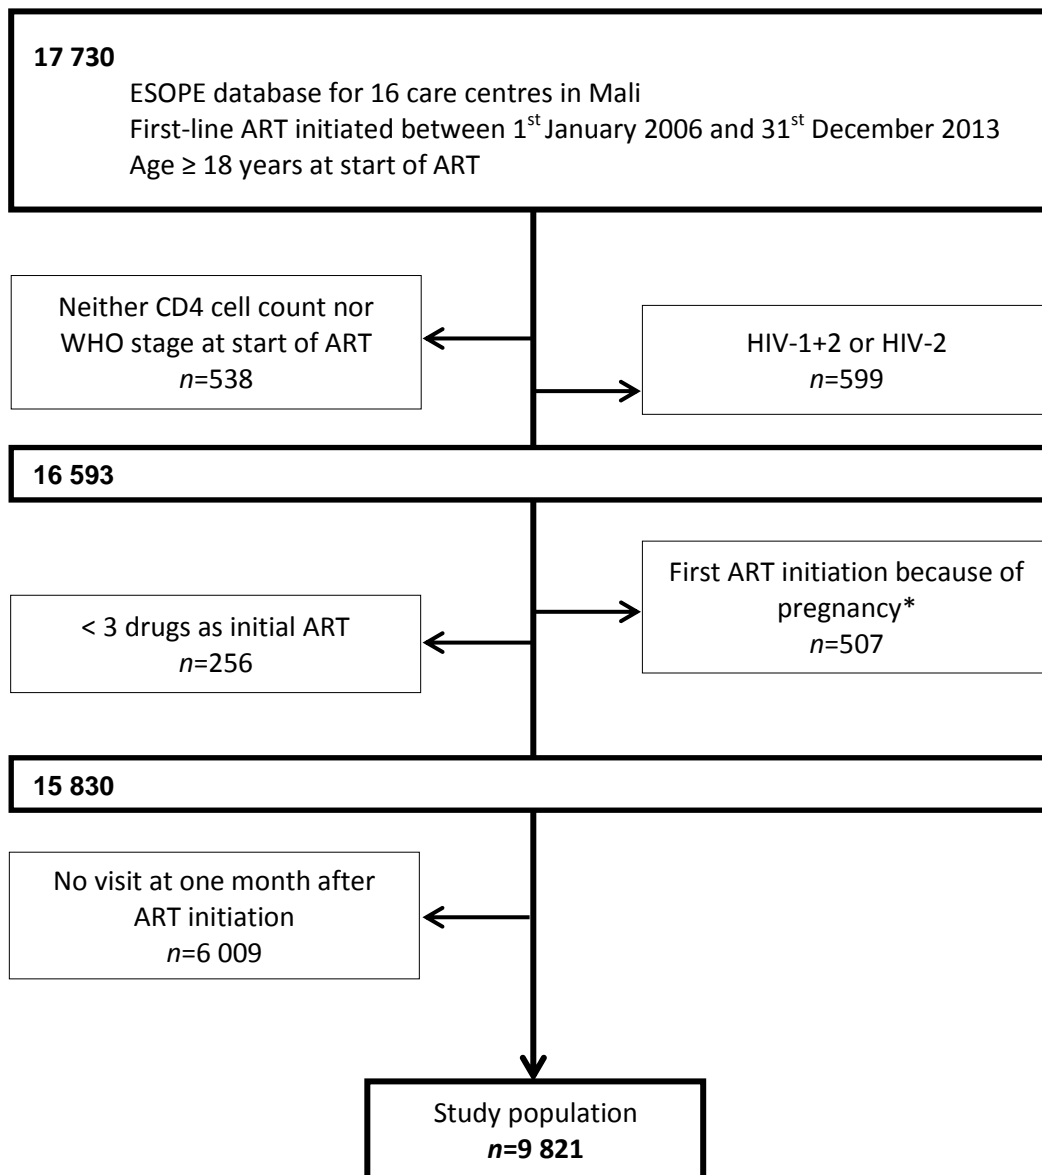 17 730
ESOPE database for 16 care centres in Mali
First-line ART initiated between 1st January 2006 and 31st December 2013
Age ≥ 18 years at start of ART
Neither CD4 cell count nor
WHO stage at start of ART
n=538
HIV-1+2 or HIV-2
n=599
16 593
First ART initiation because of
pregnancy*
n=507
< 3 drugs as initial ART
n=256
15 830
No visit at one month after
ART initiation
n=6 009
Study population
n=9 821